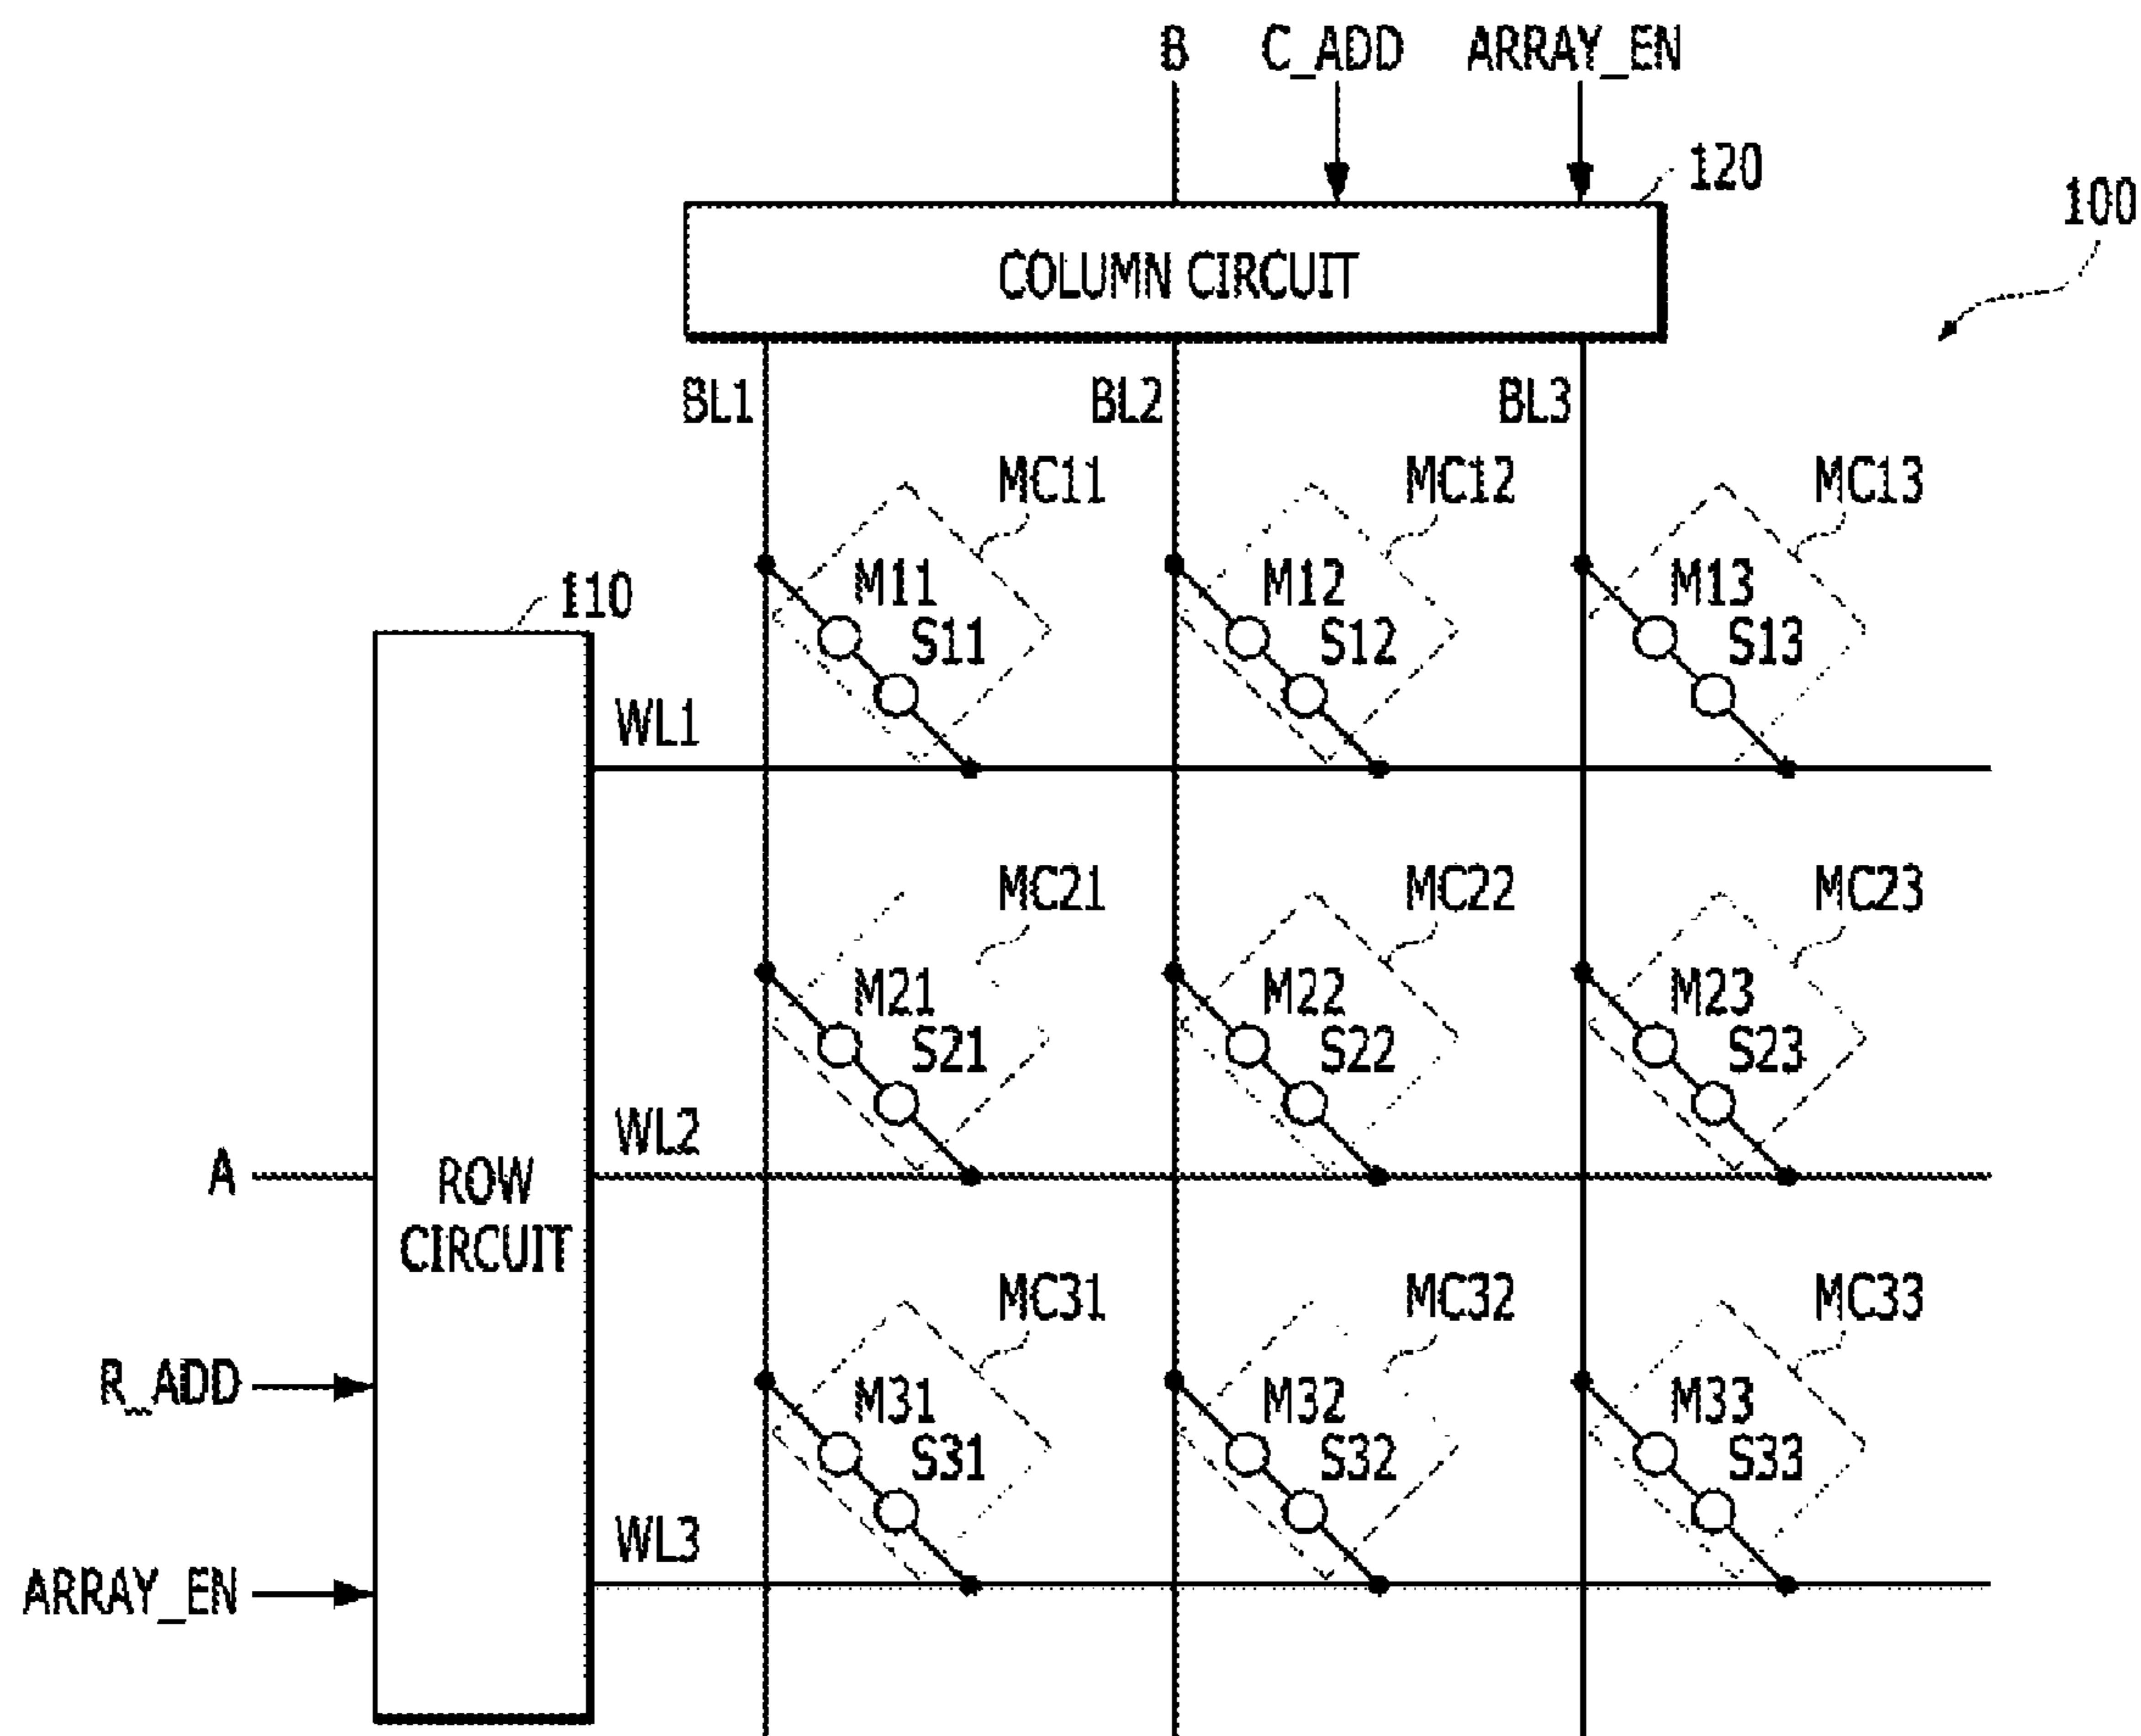 B C_ADD ARRAY_EN
120
100
COLUMN CIRCUIT
BL1 BL2 BL3
MC11 MC12 MC13
M11 M12 M13
110
S11 S12 S13
WL1
MC21 MC22 MC23
M21 M22 M23
S21 S22 S23
WL2
A
ROW
CIRCUIT
MC31 MC32 MC33
R_ADD
M31 M32 M33
S31 S32 S33
WL3
ARRAY_EN